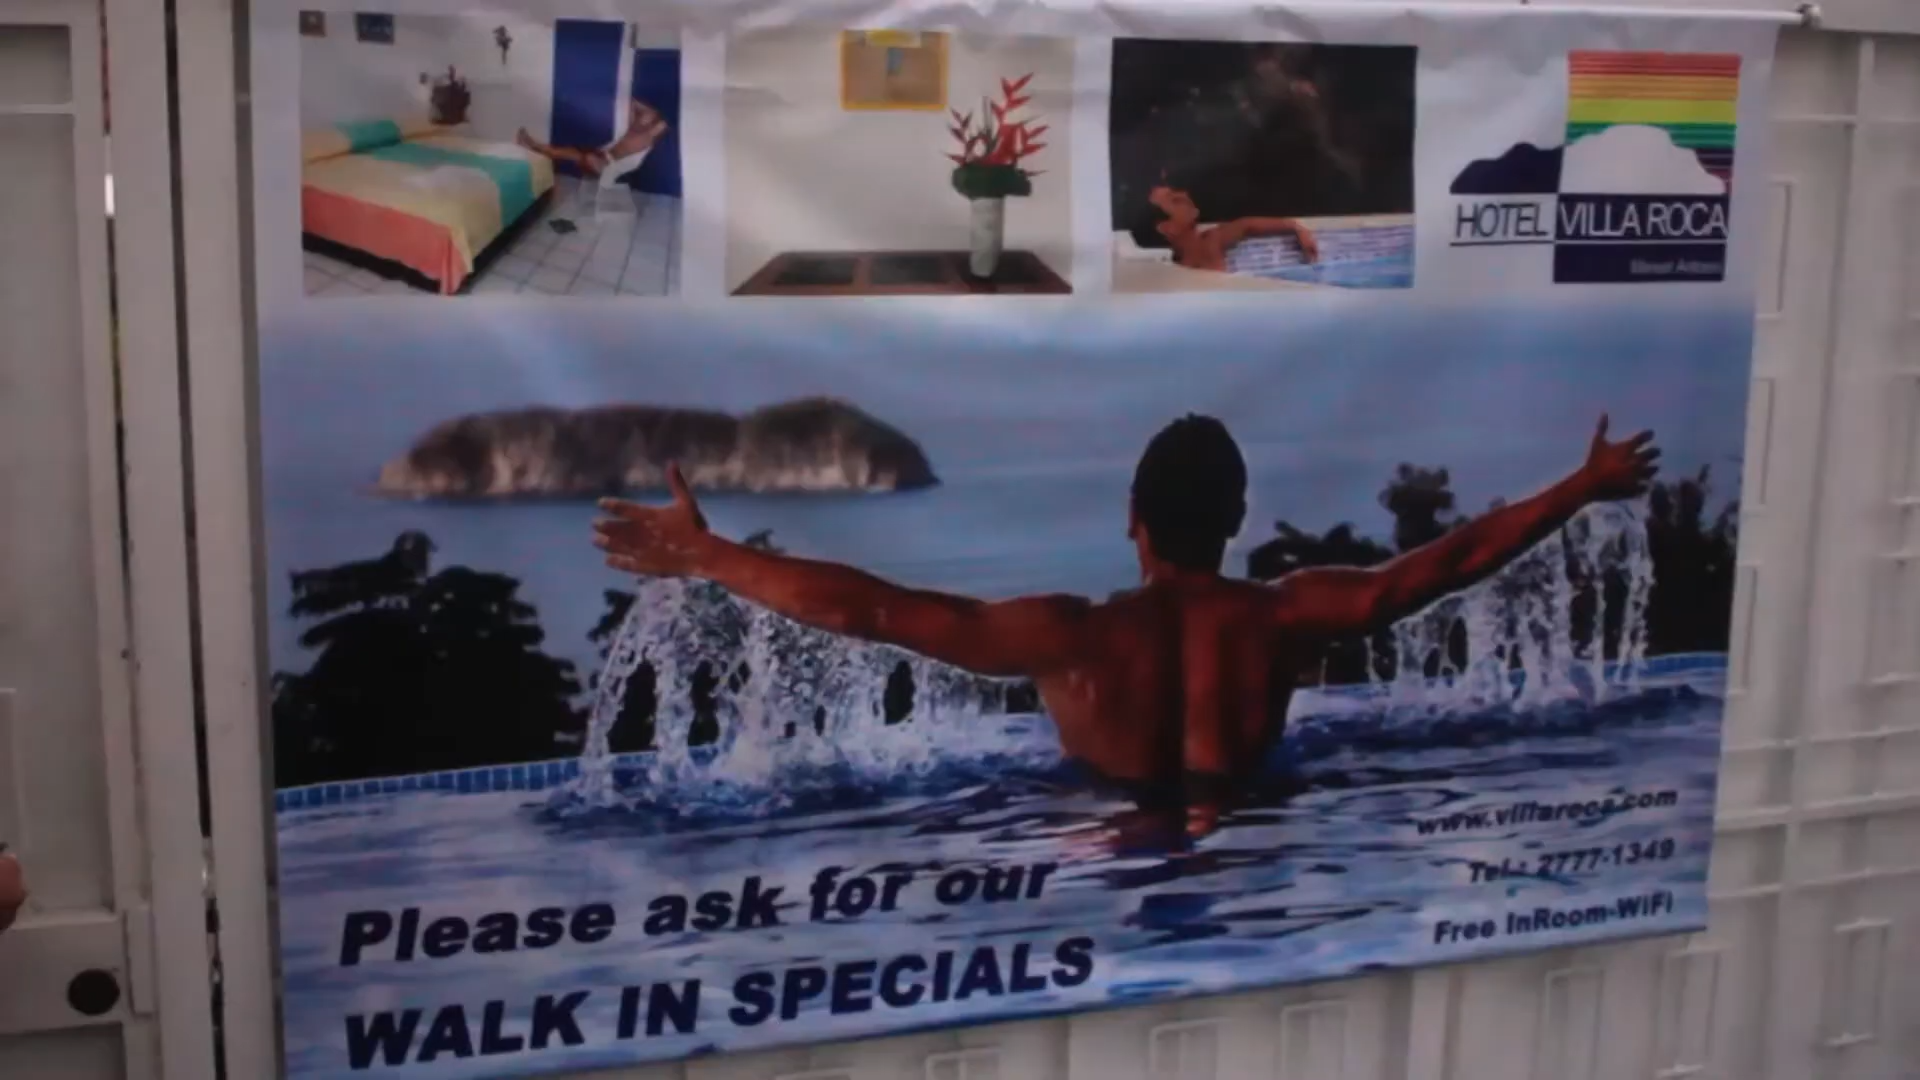 HOTEL VILLA ROCA
www.villaroca.com
Tel.: 2777-1349
Free InRoom-WiFi
Please ask for our
WALK IN SPECIALS